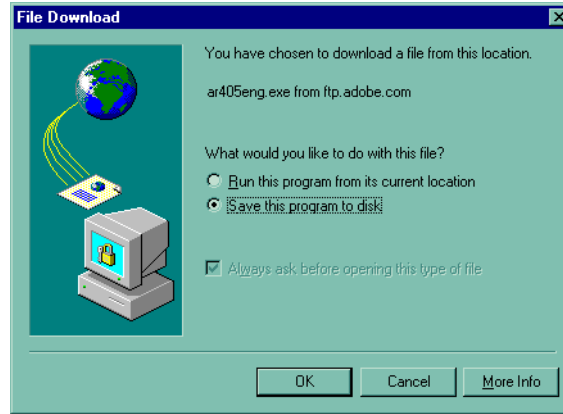 File Download
You have chosen to download a file from this location.
ar405eng.exe from ftp.adobe.com
What would you like to do with this file?
Run this program from its current location
Save this program to disk
Always ask before opening this type of file
OK
Cancel
More Info